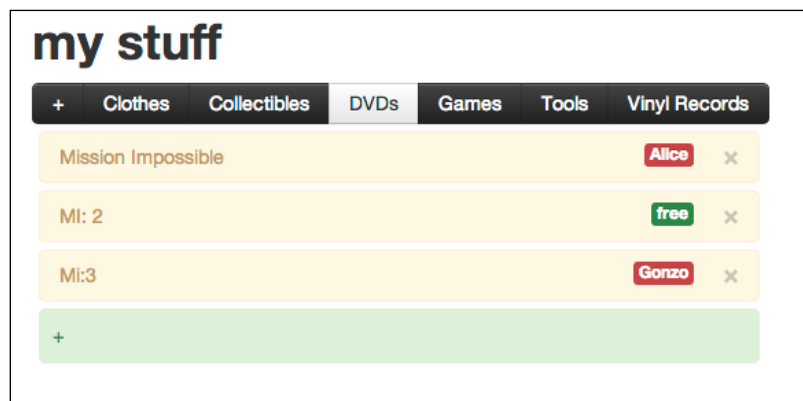 my stuff
+ Clothes Collectibles DVDs Games Tools Vinyl Records
Mission Impossible Alice ×
MI: 2 free ×
Mi:3 Gonzo ×
+